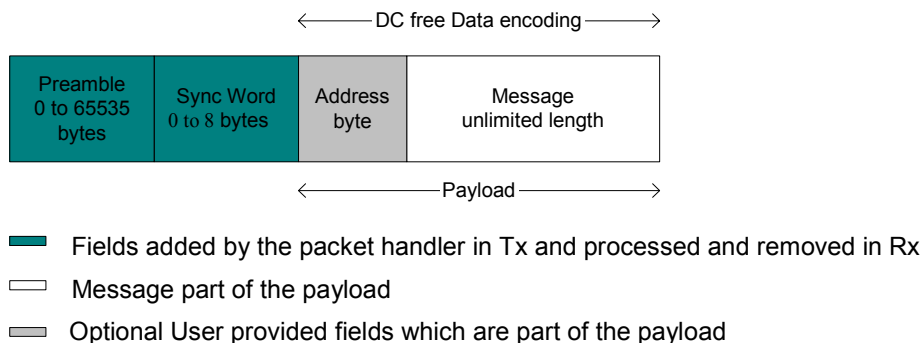 DC free Data encoding
Preamble
0 to 65535
bytes
Sync Word
0 to 8 bytes
Address
byte
Message
unlimited length
Payload
Fields added by the packet handler in Tx and processed and removed in Rx
Message part of the payload
Optional User provided fields which are part of the payload